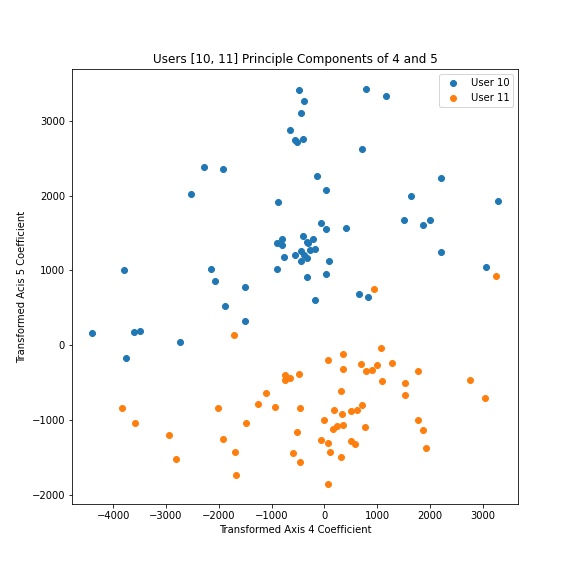 Users [10, 11] Principle Components of 4 and 5
User 10
User 11
Transformed Acis 5 Coefficient
3000
2000
1000
0
−1000
−2000
−4000 −3000 −2000 −1000 0 1000 2000 3000
Transformed Axis 4 Coefficient